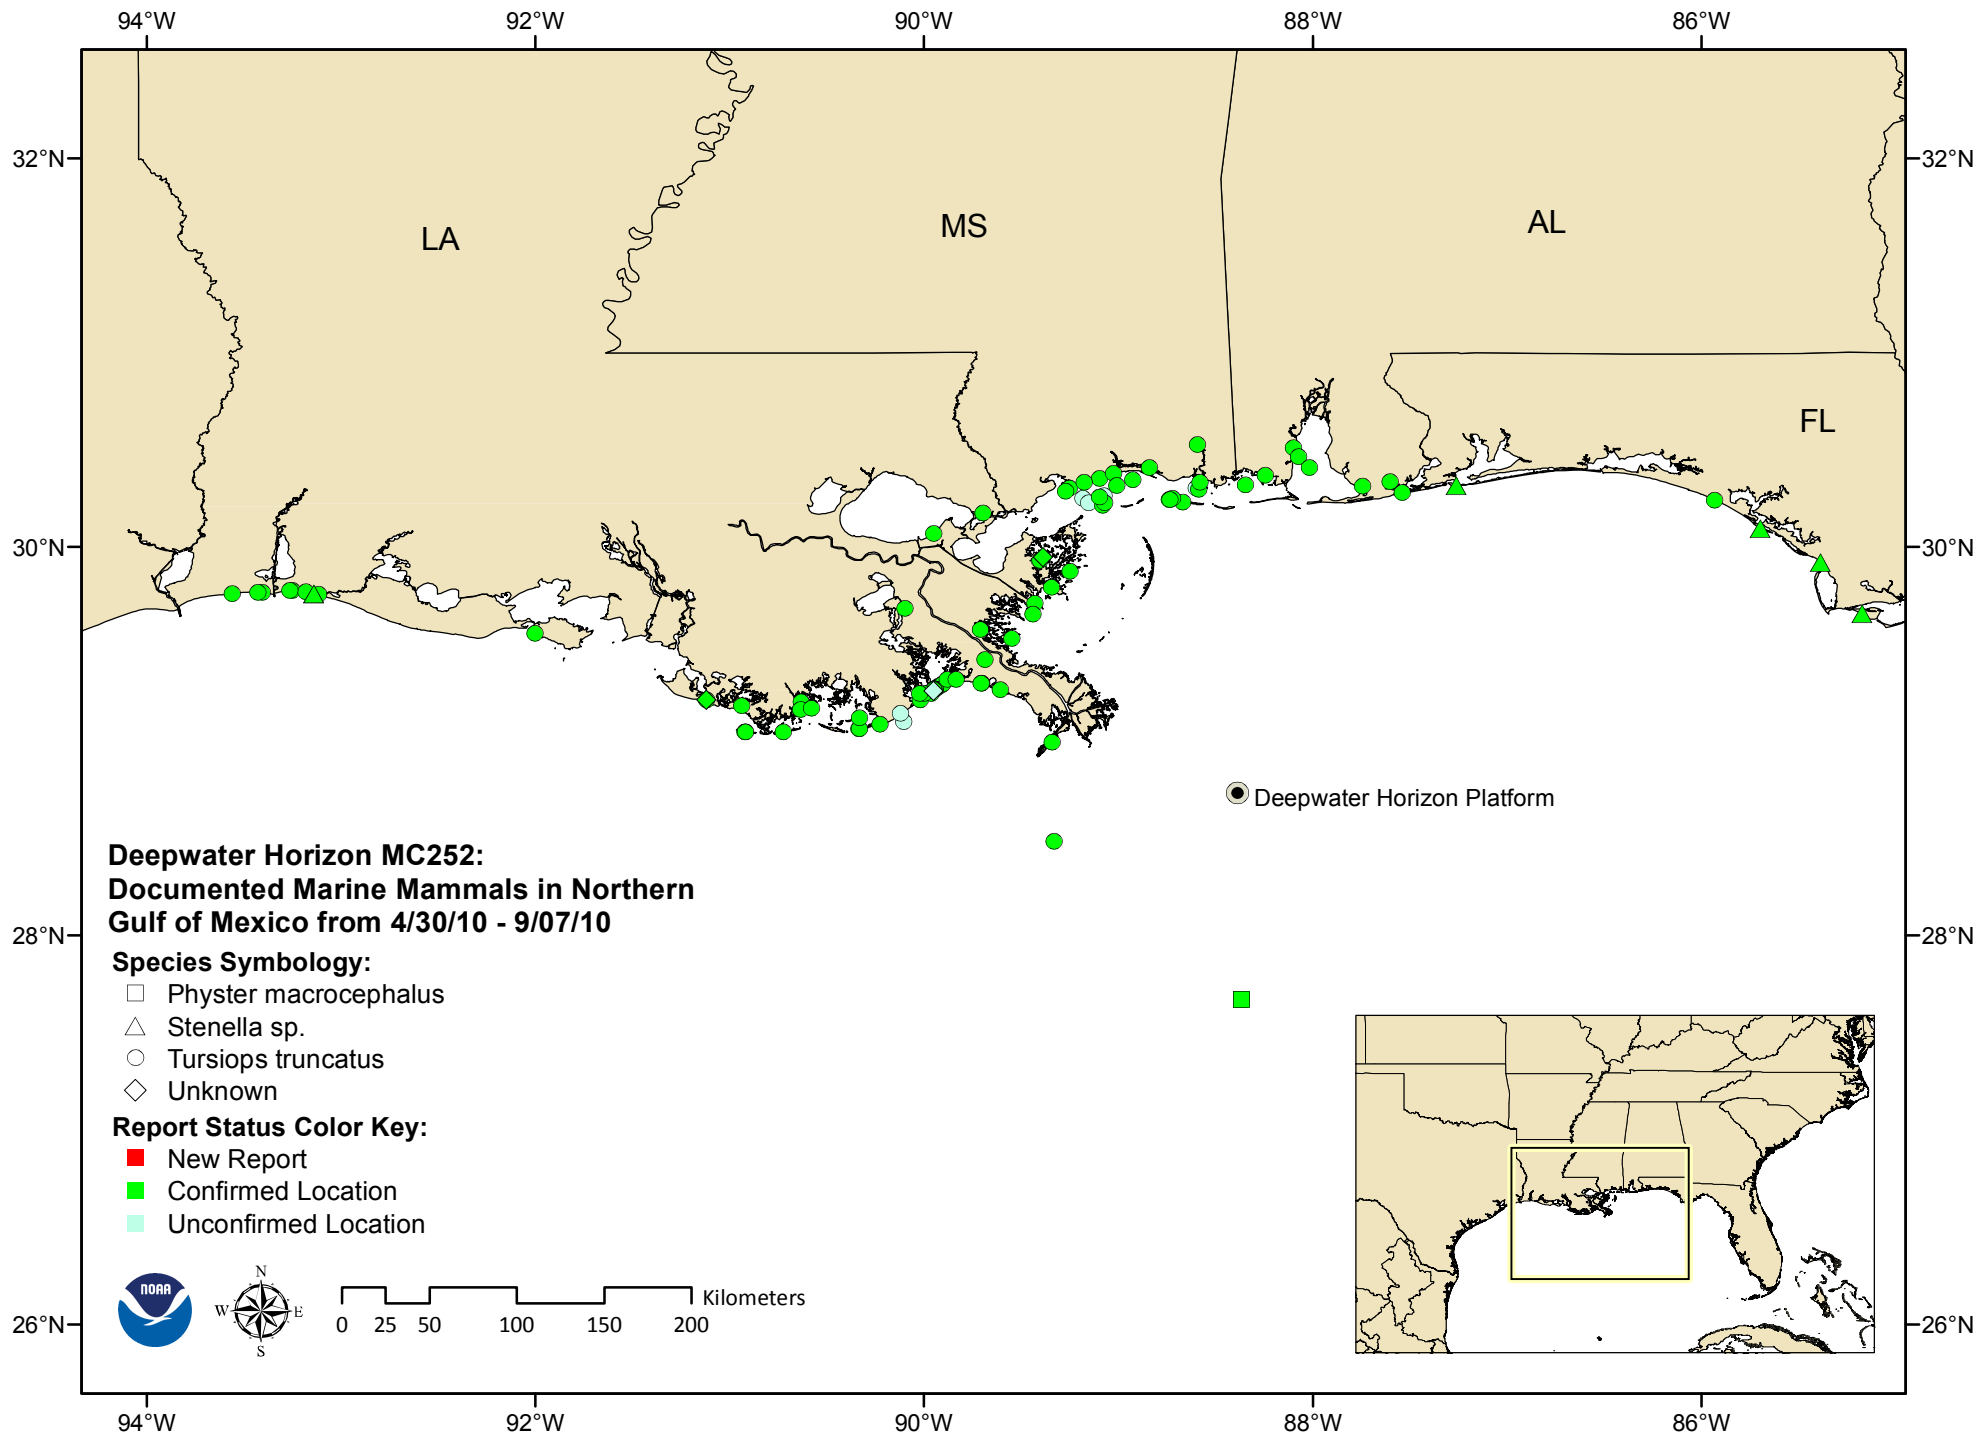 94°W 92°W 90°W 88°W 86°W
32°N 32°N
LA MS AL
FL
30°N 30°N
Deepwater Horizon Platform
Deepwater Horizon MC252:
Documented Marine Mammals in Northern
Gulf of Mexico from 4/30/10 - 9/07/10
28°N 28°N
Species Symbology:
Physter macrocephalus
Stenella sp.
Tursiops truncatus
Unknown
Report Status Color Key:
New Report
Confirmed Location
Unconfirmed Location
NOAA
N
W E
S
Kilometers
0 25 50 100 150 200
26°N 26°N
94°W 92°W 90°W 88°W 86°W